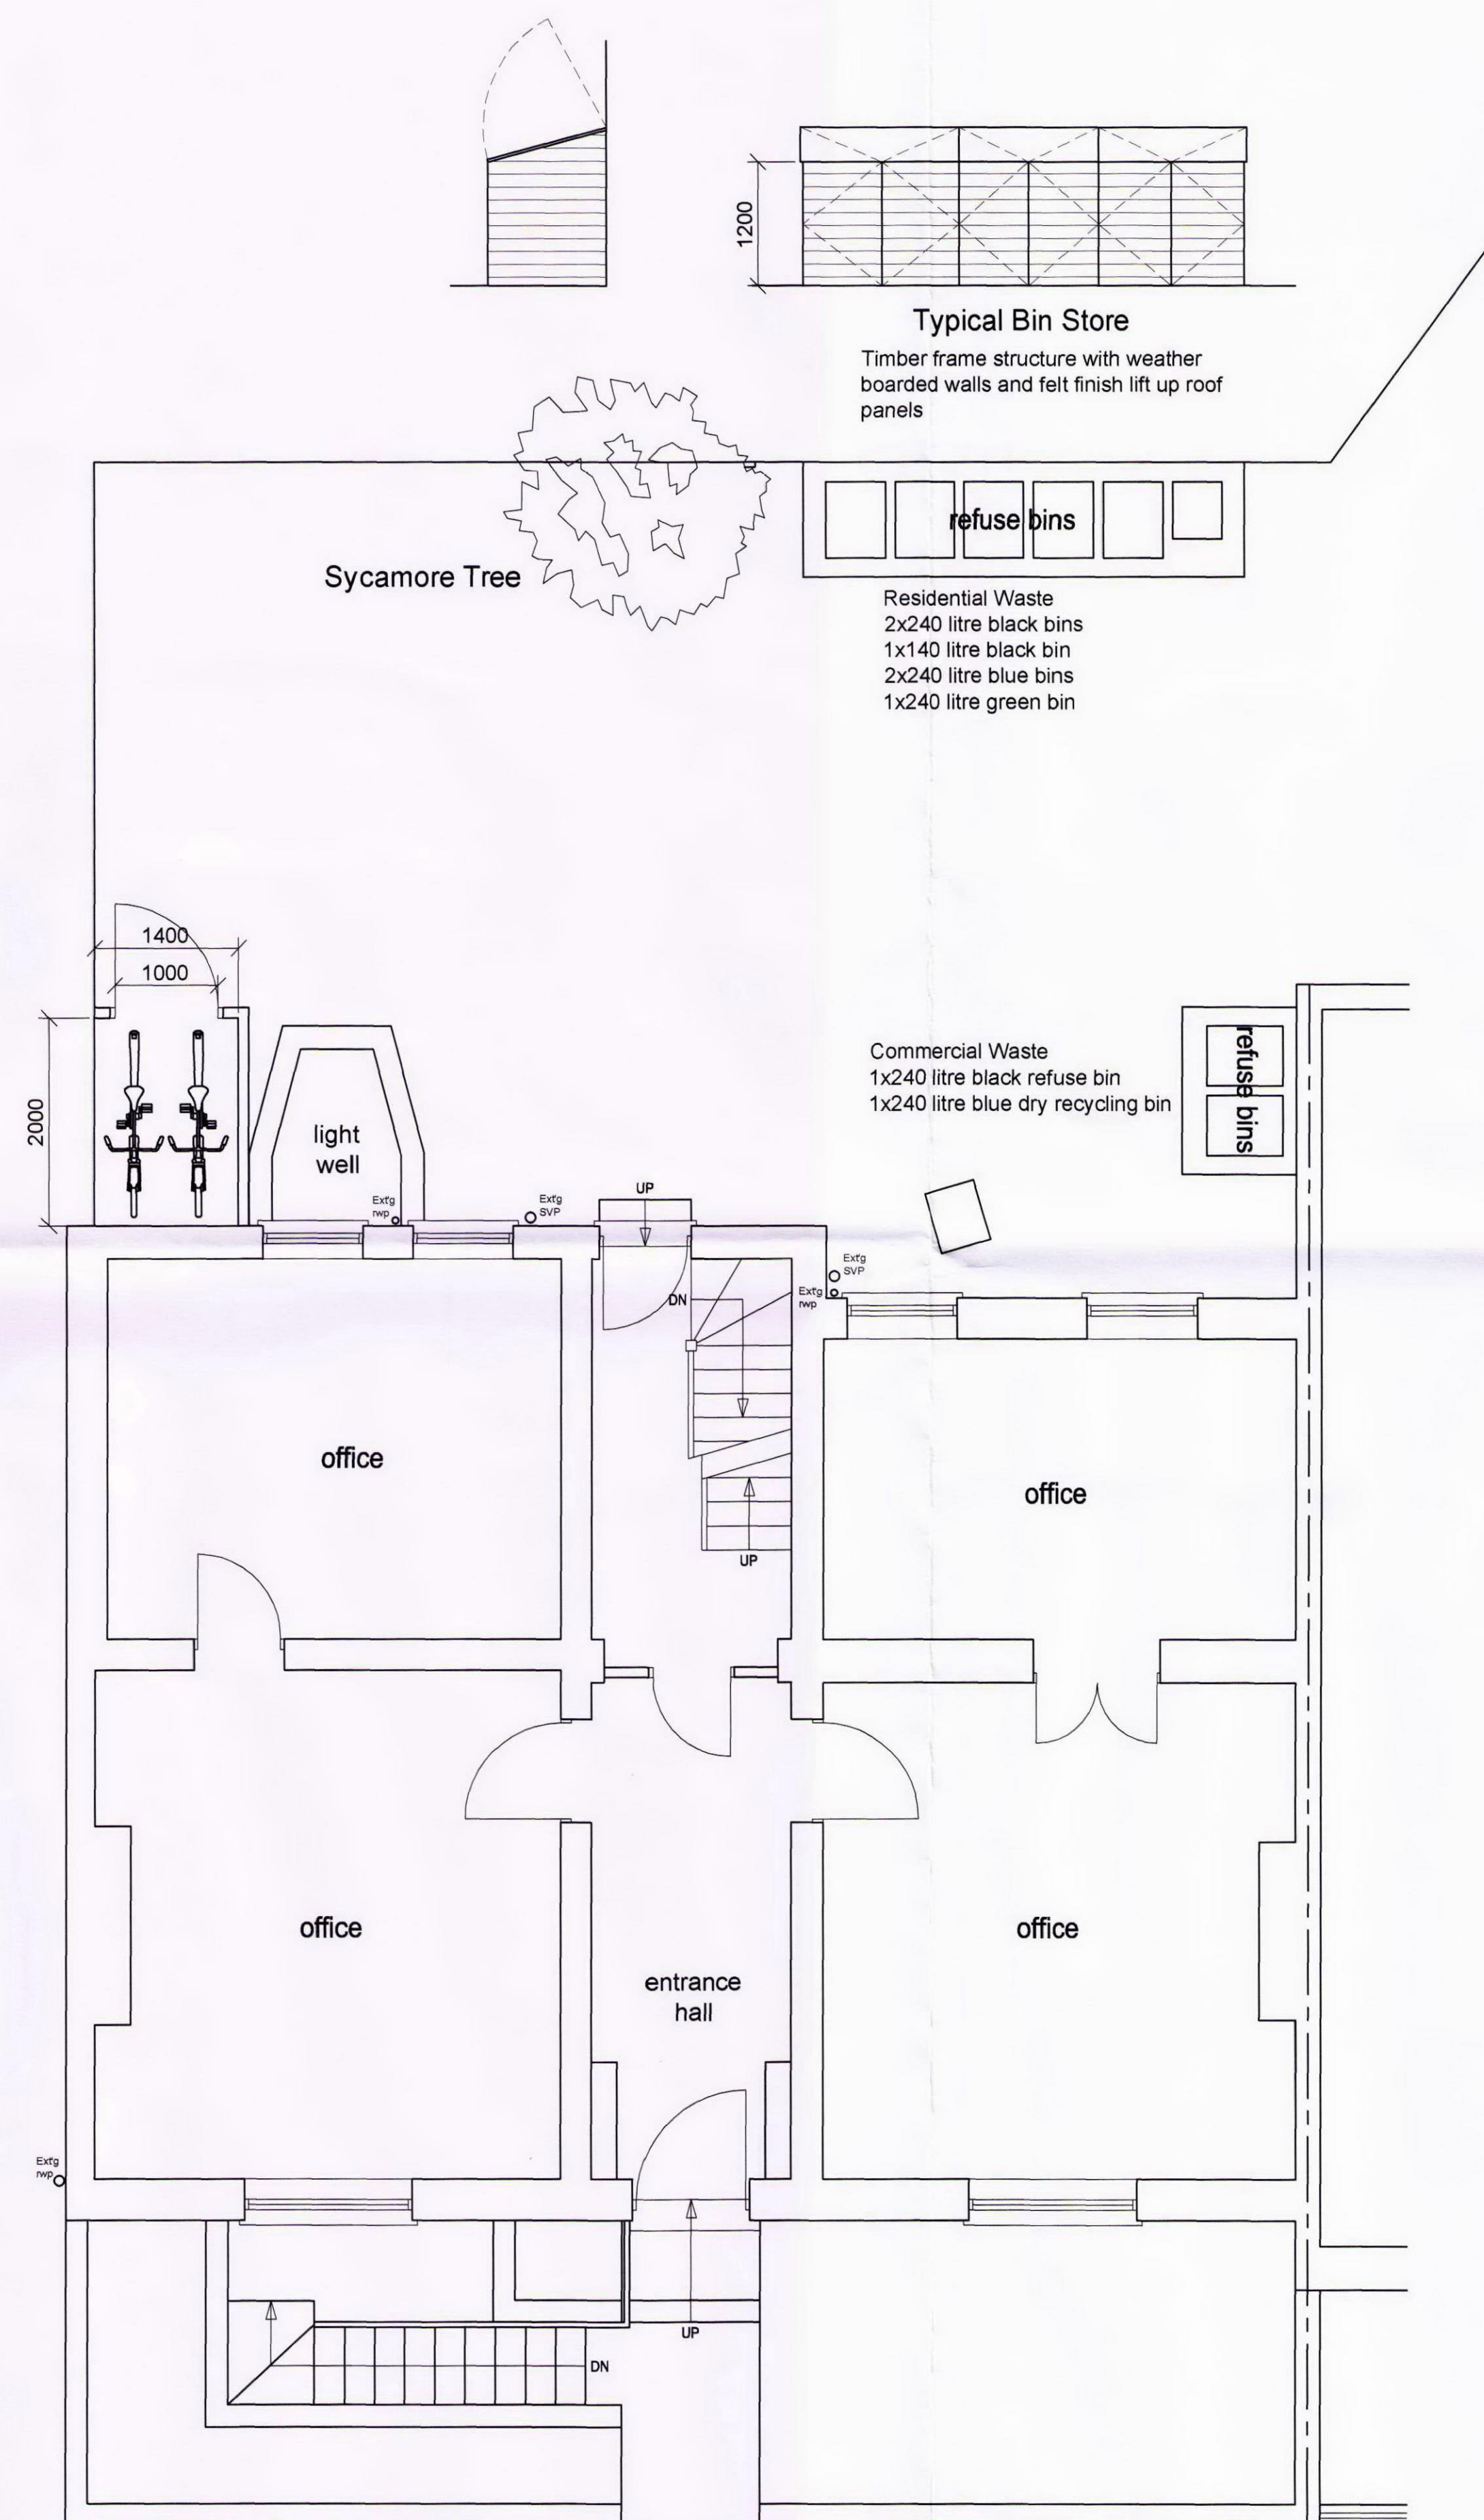 1200
Typical Bin Store
Timber frame structure with weather
boarded walls and felt finish lift up roof
panels
refuse bins
Sycamore Tree
Residential Waste
2x240 litre black bins
1x140 litre black bin
2x240 litre blue bins
1x240 litre green bin
1400
1000
2000
light
well
Commercial Waste
1x240 litre black refuse bin
1x240 litre blue dry recycling bin
refuse bins
Ext'g
rwp
Ext'g
SVP
UP
Ext'g
SVP
Ext'g
rwp
DN
office
office
UP
office
office
entrance
hall
Ext'g
rwp
UP
DN